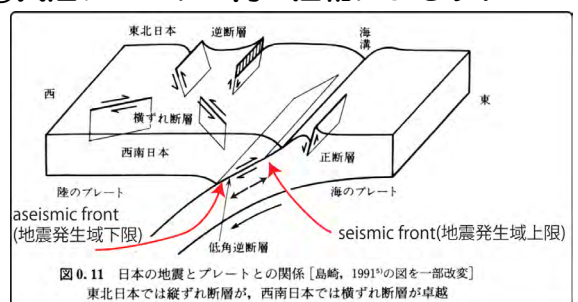 東北日本
逆断層
海溝
西
東
横ずれ断層
西南日本
正断層
陸のプレート
海のプレート
aseismic front
(地震発生域下限)
seismic front(地震発生域上限)
低角逆断層
図0.11 日本の地震とプレートとの関係［島崎, 1991⁵⁾の図を一部改変］
東北日本では縦ずれ断層が，西南日本では横ずれ断層が卓越